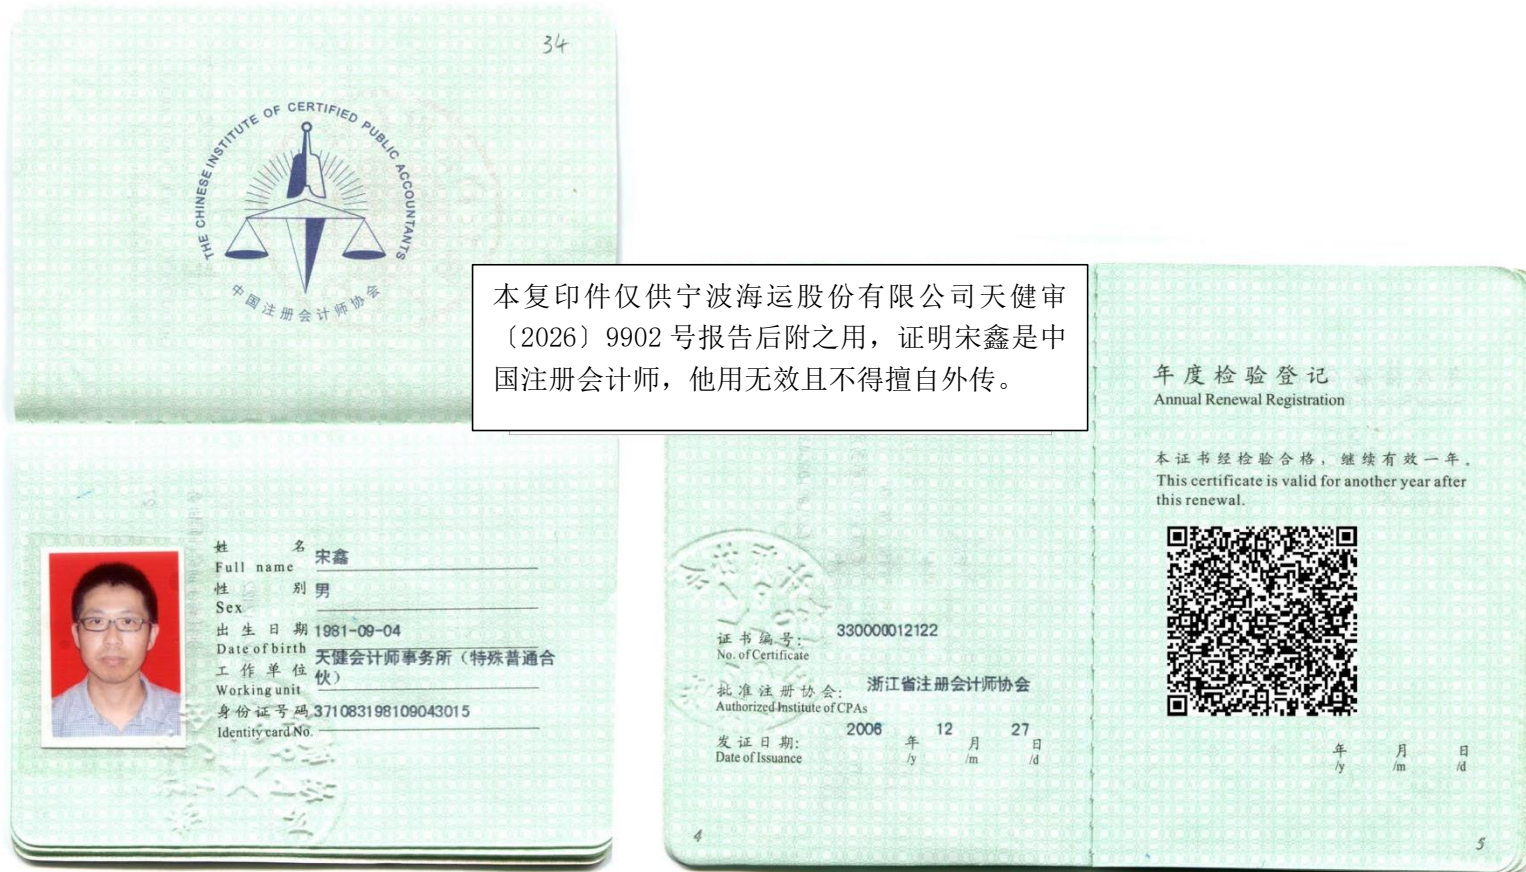 34
THE CHINESE INSTITUTE OF CERTIFIED PUBLIC ACCOUNTANTS
中国注册会计师协会
本复印件仅供宁波海运股份有限公司天健审
〔2026〕9902号报告后附之用，证明宋鑫是中
国注册会计师，他用无效且不得擅自外传。
姓 名 宋鑫
Full name
性 别 男
Sex
出生日期 1981-09-04
Date of birth
工作单位 天健会计师事务所（特殊普通合
伙）
Working unit
身份证号码 371083198109043015
Identity card No.
证书编号: 330000012122
No. of Certificate
批准注册协会: 浙江省注册会计师协会
Authorized Institute of CPAs
发证日期: 2006 年 12 月 27 日
Date of Issuance /y /m /d
4
年度检验登记
Annual Renewal Registration
本证书经检验合格，继续有效一年。
This certificate is valid for another year after
this renewal.
年 月 日
/y /m /d
5